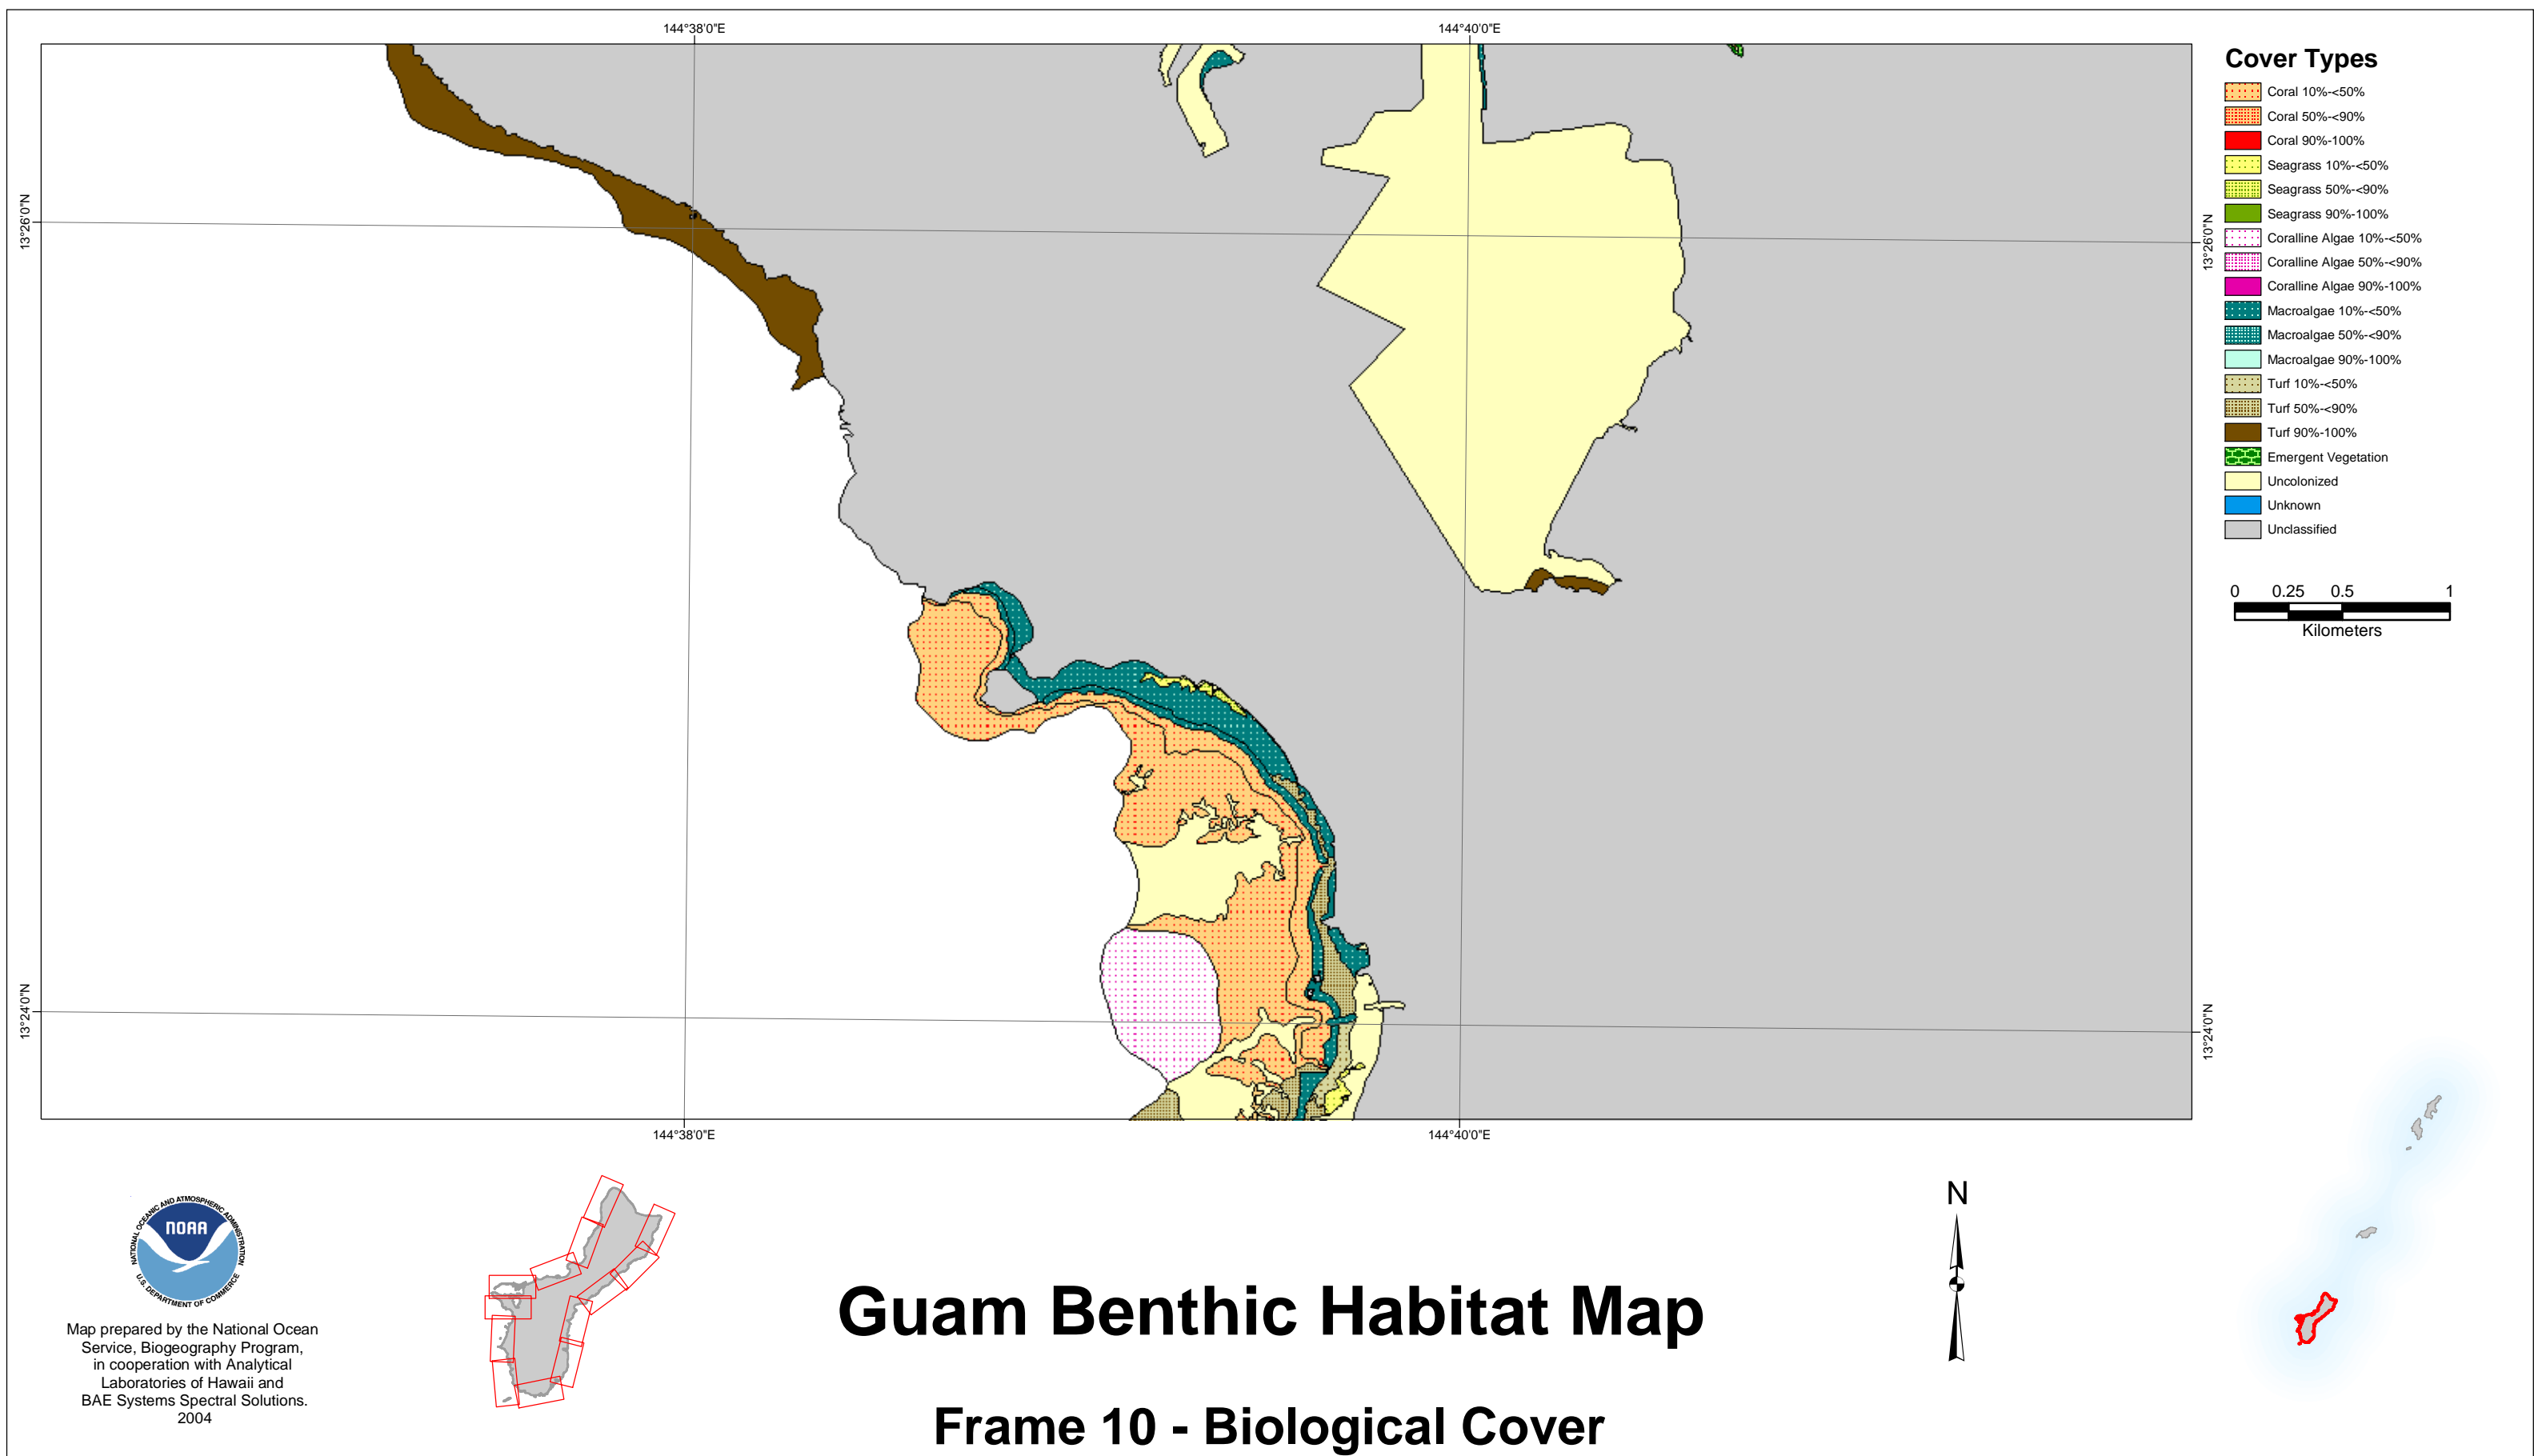 144°38'0"E
144°40'0"E
13°26'0"N
13°26'0"N
13°24'0"N
13°24'0"N
144°38'0"E
144°40'0"E
Cover Types
Coral 10%-<50%
Coral 50%-<90%
Coral 90%-100%
Seagrass 10%-<50%
Seagrass 50%-<90%
Seagrass 90%-100%
Coralline Algae 10%-<50%
Coralline Algae 50%-<90%
Coralline Algae 90%-100%
Macroalgae 10%-<50%
Macroalgae 50%-<90%
Macroalgae 90%-100%
Turf 10%-<50%
Turf 50%-<90%
Turf 90%-100%
Emergent Vegetation
Uncolonized
Unknown
Unclassified
0 0.25 0.5 1
Kilometers
NATIONAL OCEANIC AND ATMOSPHERIC ADMINISTRATION
NOAA
U.S. DEPARTMENT OF COMMERCE
Map prepared by the National Ocean
Service, Biogeography Program,
in cooperation with Analytical
Laboratories of Hawaii and
BAE Systems Spectral Solutions.
2004
N
Guam Benthic Habitat Map
Frame 10 - Biological Cover